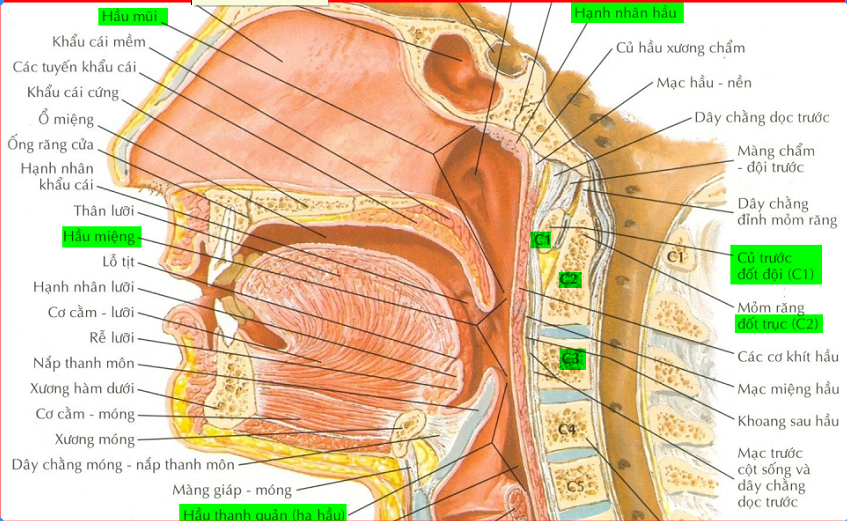 Hầu mũi
Khẩu cái mềm
Các tuyến khẩu cái
Khẩu cái cứng
Ổ miệng
Ống răng cửa
Hạnh nhân
khẩu cái
Thân lưỡi
Hầu miệng
Lỗ tịt
Hạnh nhân lưỡi
Cơ cằm - lưỡi
Rễ lưỡi
Nắp thanh môn
Xương hàm dưới
Cơ cằm - móng
Xương móng
Dây chằng móng - nắp thanh môn
Màng giáp - móng
Hầu thanh quản (hạ hầu)
Hạnh nhân hầu
Củ hầu xương chẩm
Mạc hầu - nền
Dây chằng dọc trước
Màng chẩm
- đội trước
Dây chằng
đỉnh mỏm răng
Củ trước
đốt đội (C1)
Mỏm răng
đốt trục (C2)
Các cơ khít hầu
Mạc miệng hầu
Khoang sau hầu
Mạc trước
cột sống và
dây chằng
dọc trước
C1
C2
C3
C4
C5
C1